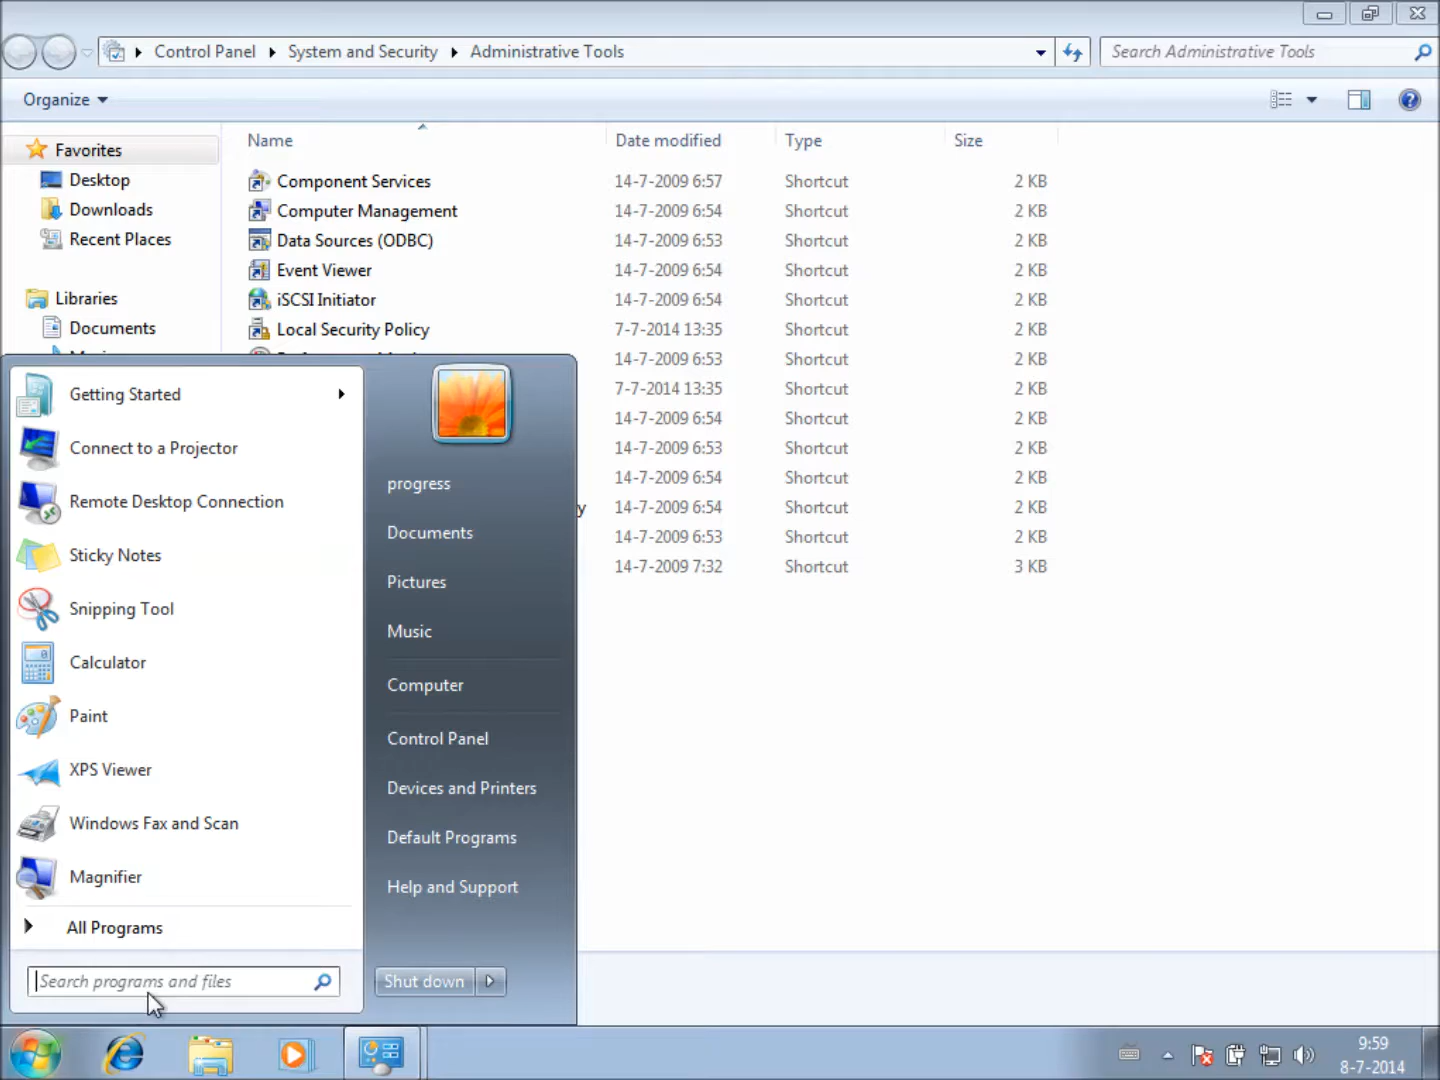 Control Panel System and Security Administrative Tools Search Administrative Tools
Organize
Favorites
Desktop
Downloads
Recent Places
Libraries
Documents
Name Date modified Type Size
Component Services 14-7-2009 6:57 Shortcut 2 KB
Computer Management 14-7-2009 6:54 Shortcut 2 KB
Data Sources (ODBC) 14-7-2009 6:53 Shortcut 2 KB
Event Viewer 14-7-2009 6:54 Shortcut 2 KB
iSCSI Initiator 14-7-2009 6:54 Shortcut 2 KB
Local Security Policy 7-7-2014 13:35 Shortcut 2 KB
14-7-2009 6:53 Shortcut 2 KB
7-7-2014 13:35 Shortcut 2 KB
14-7-2009 6:54 Shortcut 2 KB
14-7-2009 6:53 Shortcut 2 KB
14-7-2009 6:54 Shortcut 2 KB
y 14-7-2009 6:54 Shortcut 2 KB
14-7-2009 6:53 Shortcut 2 KB
14-7-2009 7:32 Shortcut 3 KB
Getting Started
Connect to a Projector
Remote Desktop Connection
Sticky Notes
Snipping Tool
Calculator
Paint
XPS Viewer
Windows Fax and Scan
Magnifier
All Programs
Search programs and files
progress
Documents
Pictures
Music
Computer
Control Panel
Devices and Printers
Default Programs
Help and Support
Shut down
9:59
8-7-2014